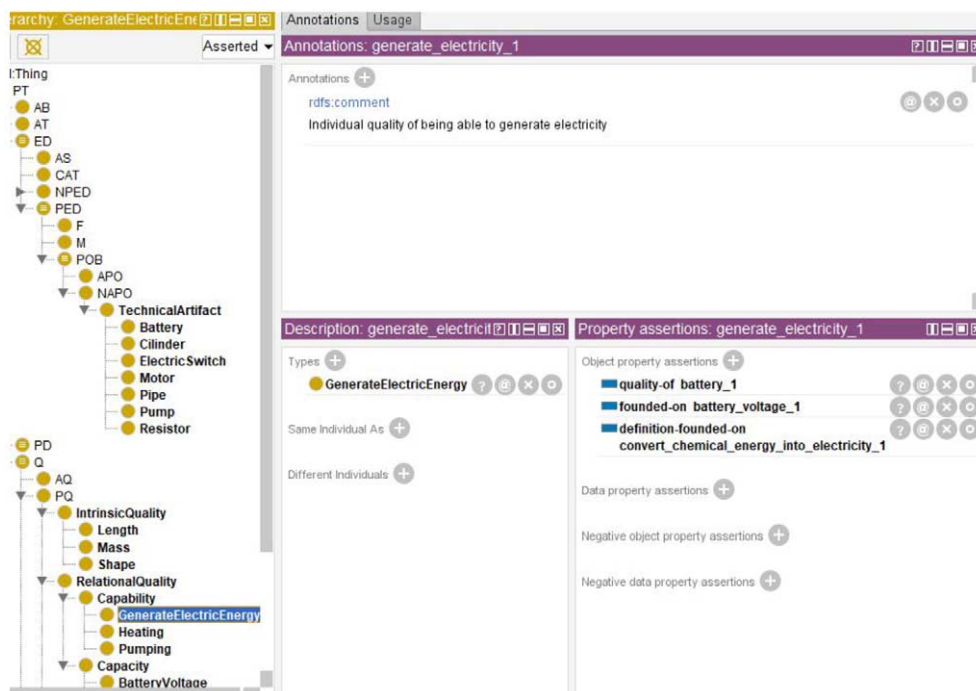 erarchy: GenerateElectricEne
Asserted
l:Thing
PT
AB
AT
ED
AS
CAT
NPED
PED
F
M
POB
APO
NAPO
TechnicalArtifact
Battery
Cilinder
ElectricSwitch
Motor
Pipe
Pump
Resistor
PD
Q
AQ
PQ
IntrinsicQuality
Length
Mass
Shape
RelationalQuality
Capability
GenerateElectricEnergy
Heating
Pumping
Capacity
BatteryVoltage
Annotations Usage
Annotations: generate_electricity_1
Annotations
rdfs:comment
Individual quality of being able to generate electricity
Description: generate_electricit
Types
GenerateElectricEnergy
Same Individual As
Different Individuals
Property assertions: generate_electricity_1
Object property assertions
quality-of battery_1
founded-on battery_voltage_1
definition-founded-on
convert_chemical_energy_into_electricity_1
Data property assertions
Negative object property assertions
Negative data property assertions